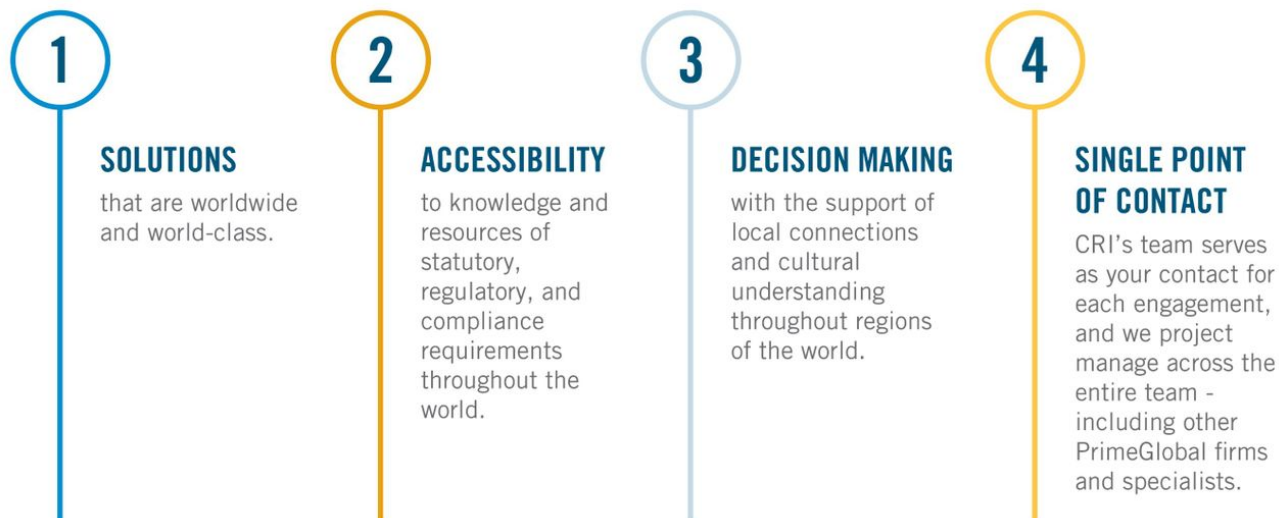 1
SOLUTIONS
that are worldwide
and world-class.
2
ACCESSIBILITY
to knowledge and
resources of
statutory,
regulatory, and
compliance
requirements
throughout the
world.
3
DECISION MAKING
with the support of
local connections
and cultural
understanding
throughout regions
of the world.
4
SINGLE POINT
OF CONTACT
CRI's team serves
as your contact for
each engagement,
and we project
manage across the
entire team -
including other
PrimeGlobal firms
and specialists.